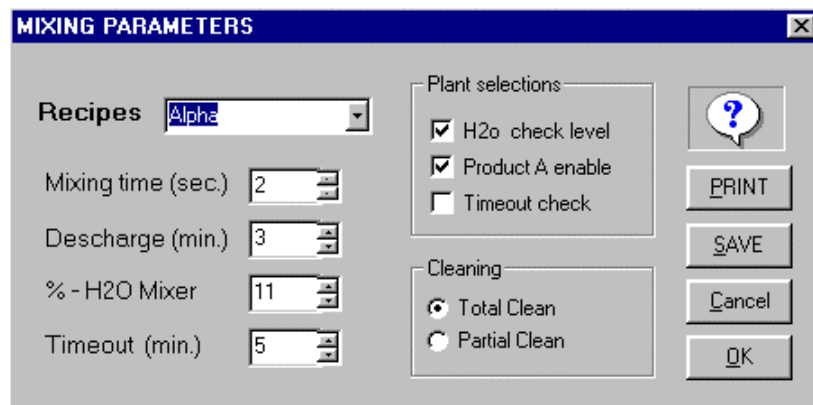 MIXING PARAMETERS
Recipes Alpha
Mixing time (sec.) 2
Descharge (min.) 3
% - H2O Mixer 11
Timeout (min.) 5
Plant selections
H2o check level
Product A enable
Timeout check
Cleaning
Total Clean
Partial Clean
?
PRINT
SAVE
Cancel
OK